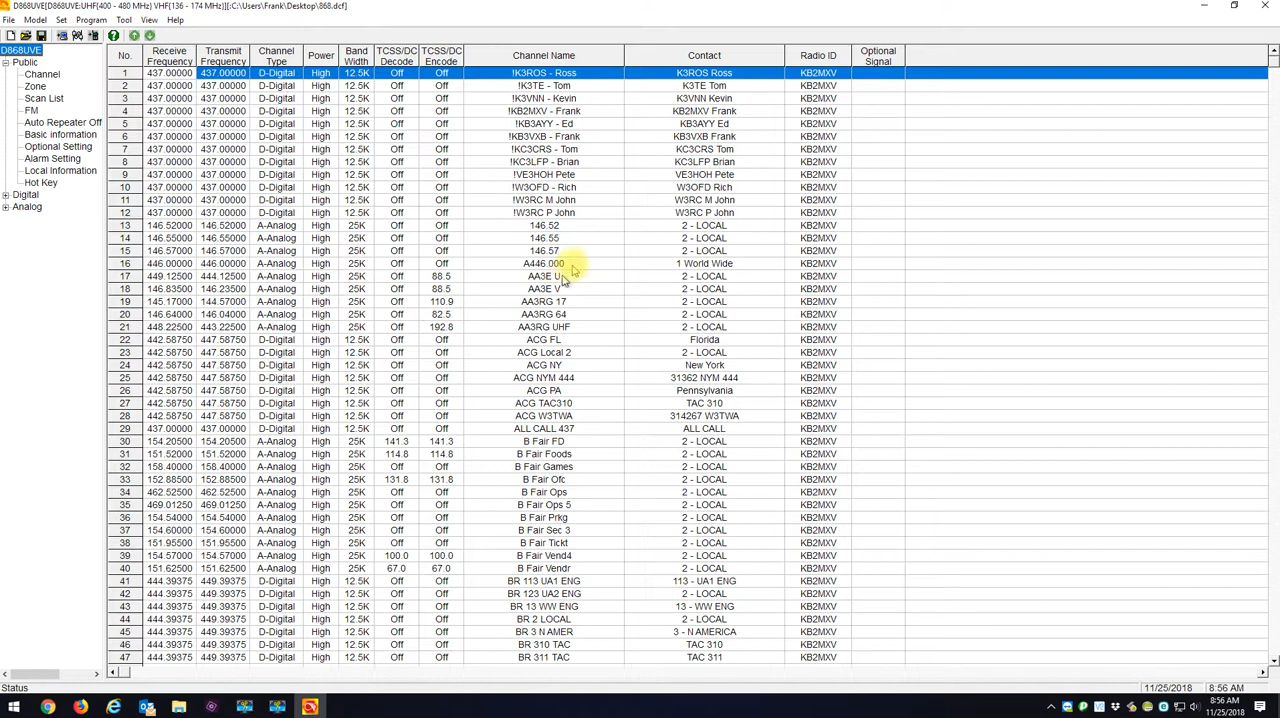 D868UVE[D868UVE:UHF(400 - 480 MHz) VHF(136 - 174 MHz)][:C:\Users\Frank\Desktop\868.dcf]
File Model Set Program Tool View Help
D868UVE
Public
Channel
Zone
Scan List
FM
Auto Repeater Off
Basic information
Optional Setting
Alarm Setting
Local Information
Hot Key
Digital
Analog
No. Receive Frequency Transmit Frequency Channel Type Power Band Width TCSS/DC Decode TCSS/DC Encode Channel Name Contact Radio ID Optional Signal
1 437.00000 437.00000 D-Digital High 12.5K Off Off !K3ROS - Ross K3ROS Ross KB2MXV
2 437.00000 437.00000 D-Digital High 12.5K Off Off !K3TE - Tom K3TE Tom KB2MXV
3 437.00000 437.00000 D-Digital High 12.5K Off Off !K3VNN - Kevin K3VNN Kevin KB2MXV
4 437.00000 437.00000 D-Digital High 12.5K Off Off !KB2MXV - Frank KB2MXV Frank KB2MXV
5 437.00000 437.00000 D-Digital High 12.5K Off Off !KB3AYY - Ed KB3AYY Ed KB2MXV
6 437.00000 437.00000 D-Digital High 12.5K Off Off !KB3VXB - Frank KB3VXB Frank KB2MXV
7 437.00000 437.00000 D-Digital High 12.5K Off Off !KC3CRS - Tom KC3CRS Tom KB2MXV
8 437.00000 437.00000 D-Digital High 12.5K Off Off !KC3LFP - Brian KC3LFP Brian KB2MXV
9 437.00000 437.00000 D-Digital High 12.5K Off Off !VE3HOH Pete VE3HOH Pete KB2MXV
10 437.00000 437.00000 D-Digital High 12.5K Off Off !W3OFD - Rich W3OFD Rich KB2MXV
11 437.00000 437.00000 D-Digital High 12.5K Off Off !W3RC M John W3RC M John KB2MXV
12 437.00000 437.00000 D-Digital High 12.5K Off Off !W3RC P John W3RC P John KB2MXV
13 146.52000 146.52000 A-Analog High 25K Off Off 146.52 2 - LOCAL KB2MXV
14 146.55000 146.55000 A-Analog High 25K Off Off 146.55 2 - LOCAL KB2MXV
15 146.57000 146.57000 A-Analog High 25K Off Off 146.57 2 - LOCAL KB2MXV
16 446.00000 446.00000 A-Analog High 25K Off Off A446.000 1 World Wide KB2MXV
17 449.12500 444.12500 A-Analog High 25K Off 88.5 AA3E U 2 - LOCAL KB2MXV
18 146.83500 146.23500 A-Analog High 25K Off 88.5 AA3E V 2 - LOCAL KB2MXV
19 145.17000 144.57000 A-Analog High 25K Off 110.9 AA3RG 17 2 - LOCAL KB2MXV
20 146.64000 146.04000 A-Analog High 25K Off 82.5 AA3RG 64 2 - LOCAL KB2MXV
21 448.22500 443.22500 A-Analog High 25K Off 192.8 AA3RG UHF 2 - LOCAL KB2MXV
22 442.58750 447.58750 D-Digital High 12.5K Off Off ACG FL Florida KB2MXV
23 442.58750 447.58750 D-Digital High 12.5K Off Off ACG Local 2 2 - LOCAL KB2MXV
24 442.58750 447.58750 D-Digital High 12.5K Off Off ACG NY New York KB2MXV
25 442.58750 447.58750 D-Digital High 12.5K Off Off ACG NYM 444 31362 NYM 444 KB2MXV
26 442.58750 447.58750 D-Digital High 12.5K Off Off ACG PA Pennsylvania KB2MXV
27 442.58750 447.58750 D-Digital High 12.5K Off Off ACG TAC310 TAC 310 KB2MXV
28 442.58750 447.58750 D-Digital High 12.5K Off Off ACG W3TWA 314267 W3TWA KB2MXV
29 437.00000 437.00000 D-Digital High 12.5K Off Off ALL CALL 437 ALL CALL KB2MXV
30 154.20500 154.20500 A-Analog High 25K 141.3 141.3 B Fair FD 2 - LOCAL KB2MXV
31 151.52000 151.52000 A-Analog High 25K 114.8 114.8 B Fair Foods 2 - LOCAL KB2MXV
32 158.40000 158.40000 A-Analog High 25K Off Off B Fair Games 2 - LOCAL KB2MXV
33 152.88500 152.88500 A-Analog High 25K 131.8 131.8 B Fair Ofc 2 - LOCAL KB2MXV
34 462.52500 462.52500 A-Analog High 25K Off Off B Fair Ops 2 - LOCAL KB2MXV
35 469.01250 469.01250 A-Analog High 25K Off Off B Fair Ops 5 2 - LOCAL KB2MXV
36 154.54000 154.54000 A-Analog High 25K Off Off B Fair Prkg 2 - LOCAL KB2MXV
37 154.60000 154.60000 A-Analog High 25K Off Off B Fair Sec 3 2 - LOCAL KB2MXV
38 151.95500 151.95500 A-Analog High 25K Off Off B Fair Tickt 2 - LOCAL KB2MXV
39 154.57000 154.57000 A-Analog High 25K 100.0 100.0 B Fair Vend4 2 - LOCAL KB2MXV
40 151.62500 151.62500 A-Analog High 25K 67.0 67.0 B Fair Vendr 2 - LOCAL KB2MXV
41 444.39375 449.39375 D-Digital High 12.5K Off Off BR 113 UA1 ENG 113 - UA1 ENG KB2MXV
42 444.39375 449.39375 D-Digital High 12.5K Off Off BR 123 UA2 ENG 2 - LOCAL KB2MXV
43 444.39375 449.39375 D-Digital High 12.5K Off Off BR 13 WW ENG 13 - WW ENG KB2MXV
44 444.39375 449.39375 D-Digital High 12.5K Off Off BR 2 LOCAL 2 - LOCAL KB2MXV
45 444.39375 449.39375 D-Digital High 12.5K Off Off BR 3 N AMER 3 - N AMERICA KB2MXV
46 444.39375 449.39375 D-Digital High 12.5K Off Off BR 310 TAC TAC 310 KB2MXV
47 444.39375 449.39375 D-Digital High 12.5K Off Off BR 311 TAC TAC 311 KB2MXV
Status 11/25/2018 8:56 AM
8:56 AM
11/25/2018